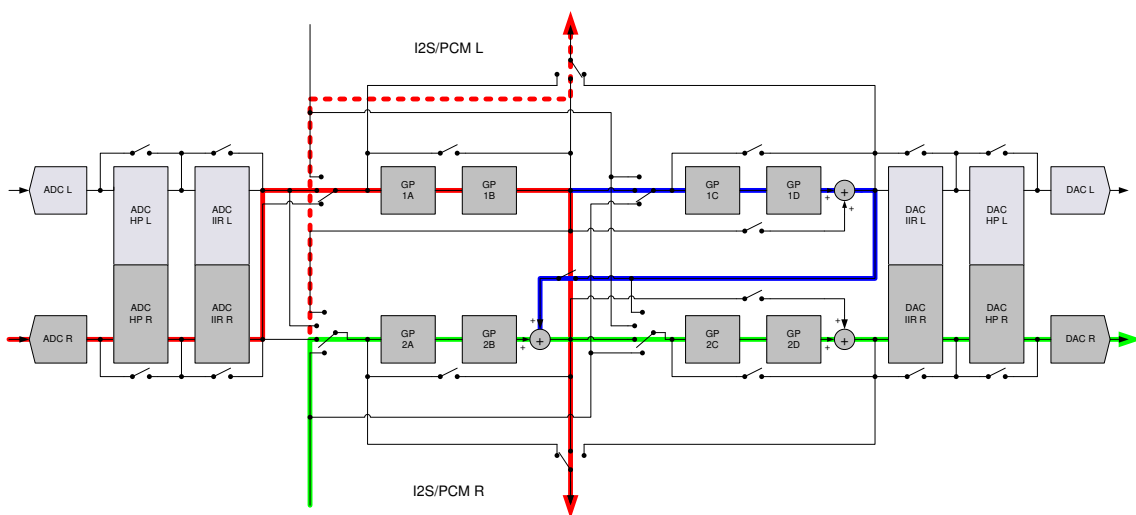 I2S/PCM L
ADC L
ADC
HP L
ADC
IIR L
GP
1A
GP
1B
GP
1C
GP
1D
+
+
+
DAC
IIR L
DAC
HP L
DAC L
ADC R
ADC
HP R
ADC
IIR R
GP
2A
GP
2B
+
+
+
GP
2C
GP
2D
+
+
+
DAC
IIR R
DAC
HP R
DAC R
I2S/PCM R